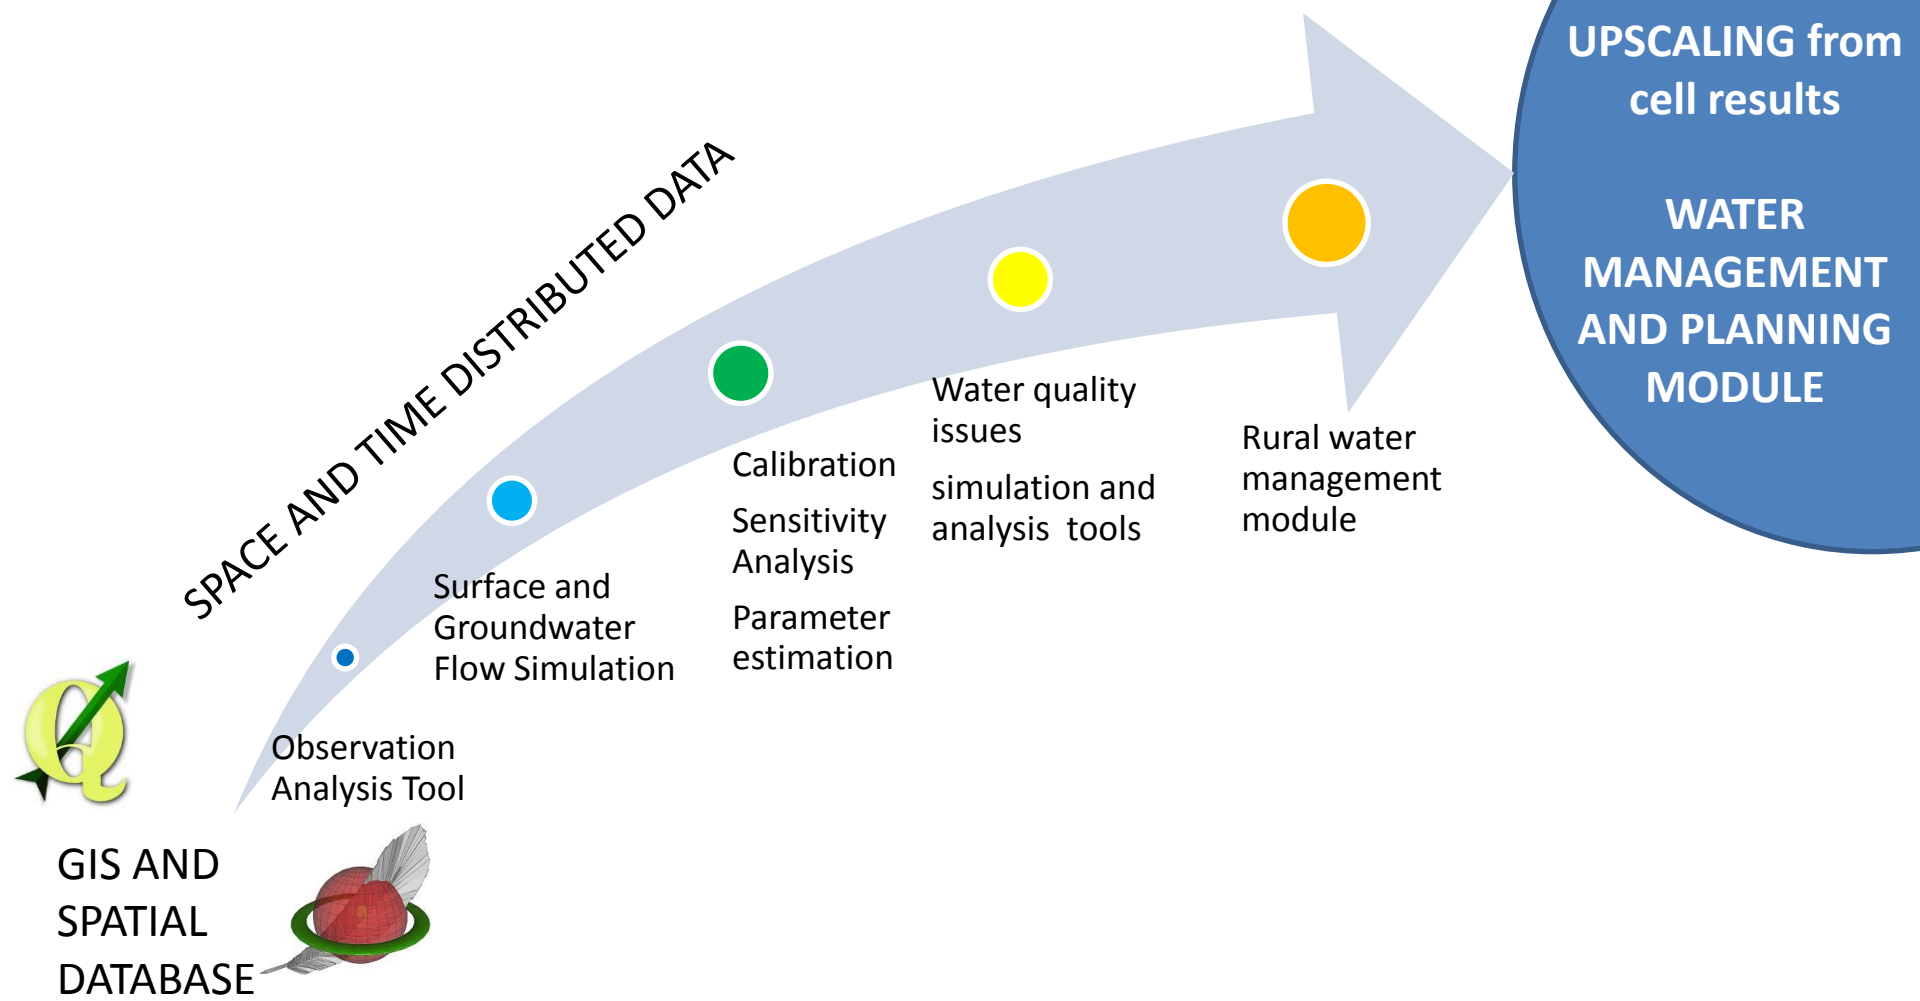 UPSCALING from
cell results
WATER
MANAGEMENT
AND PLANNING
MODULE
SPACE AND TIME DISTRIBUTED DATA
Water quality
issues
simulation and
analysis tools
Rural water
management
module
Calibration
Sensitivity
Analysis
Parameter
estimation
Surface and
Groundwater
Flow Simulation
Observation
Analysis Tool
Q
GIS AND
SPATIAL
DATABASE